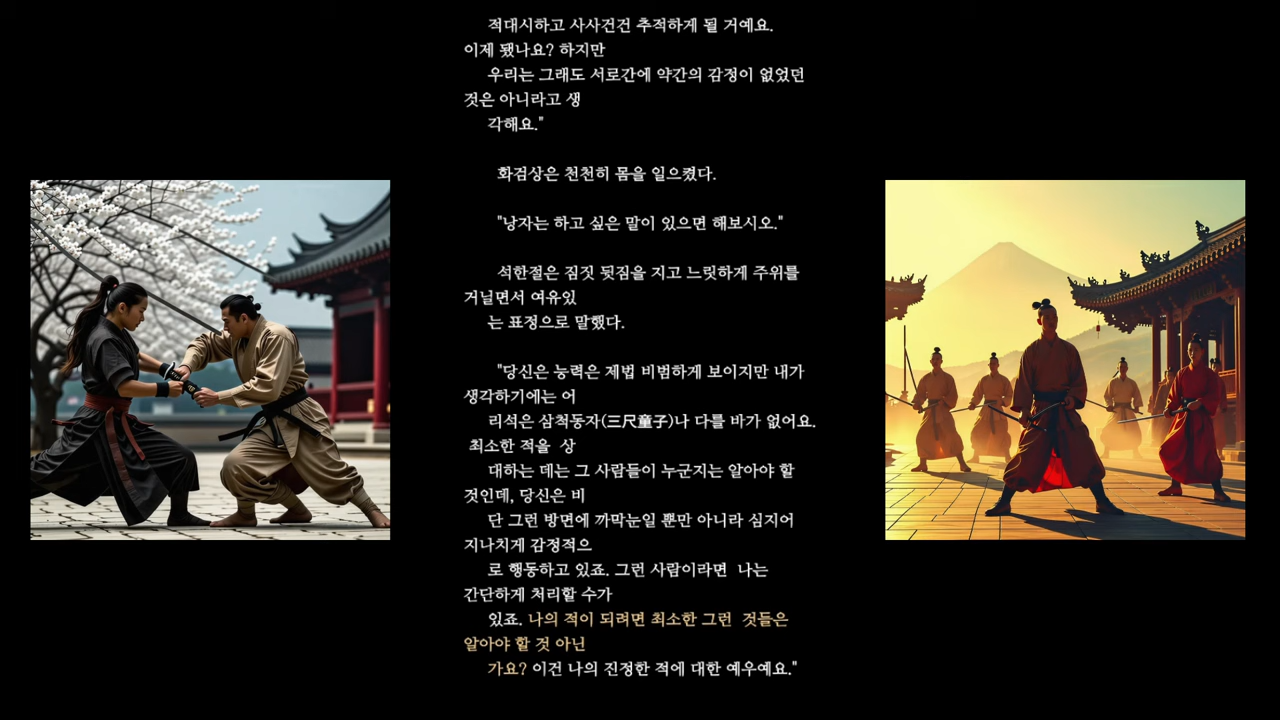 적대시하고 사사건건 추적하게 될 거예요.
이제 됐나요? 하지만
우리는 그래도 서로간에 약간의 감정이 없었던
것은 아니라고 생
각해요."
화검상은 천천히 몸을 일으켰다.
"낭자는 하고 싶은 말이 있으면 해보시오."
석한절은 짐짓 뒷짐을 지고 느릿하게 주위를
거닐면서 여유있
는 표정으로 말했다.
"당신은 능력은 제법 비범하게 보이지만 내가
생각하기에는 어
리석은 삼척동자(三尺童子)나 다를 바가 없어요.
최소한 적을 상
대하는 데는 그 사람들이 누군지는 알아야 할
것인데, 당신은 비
단 그런 방면에 까막눈일 뿐만 아니라 심지어
지나치게 감정적으
로 행동하고 있죠. 그런 사람이라면 나는
간단하게 처리할 수가
있죠. 나의 적이 되려면 최소한 그런 것들은
알아야 할 것 아닌
가요? 이건 나의 진정한 적에 대한 예우예요."